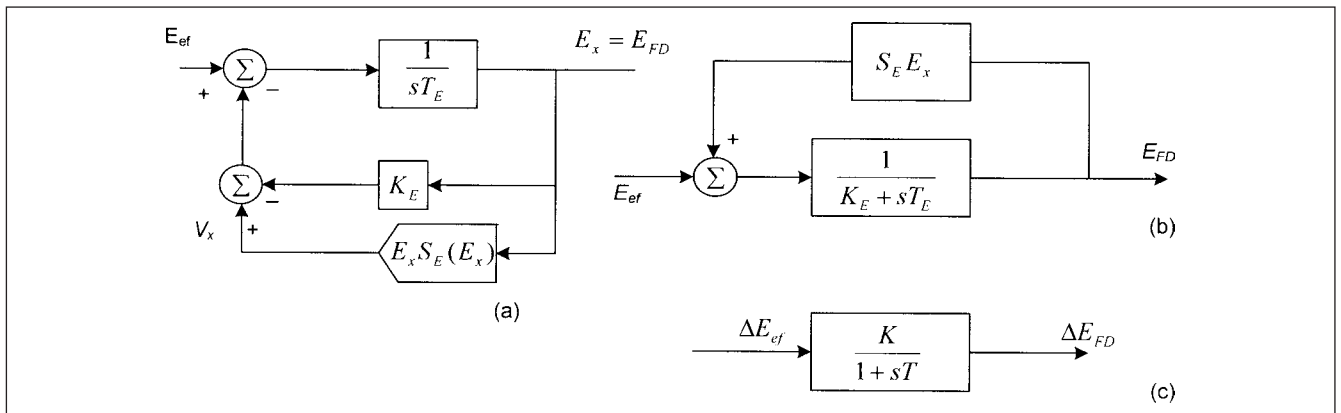 E_ef
+
Σ
−
1
sT_E
E_x = E_FD
Σ
−
K_E
V_x
+
E_x S_E (E_x)
(a)
S_E E_x
+
E_ef
Σ
1
K_E + sT_E
E_FD
(b)
ΔE_ef
K
1 + sT
ΔE_FD
(c)